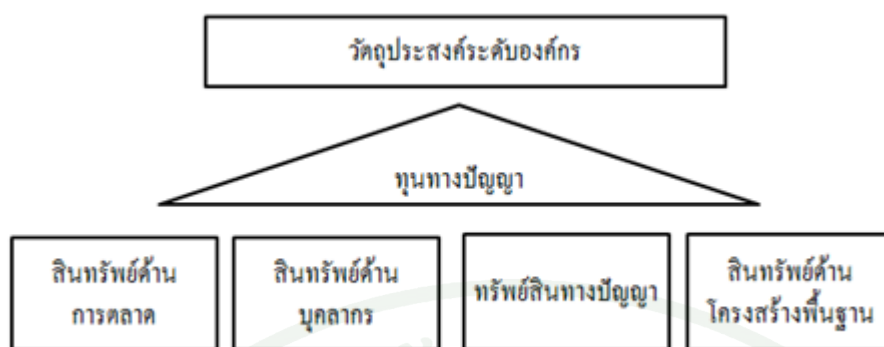 วัตถุประสงค์ระดับองค์กร
ทุนทางปัญญา
สินทรัพย์ด้าน
การตลาด
สินทรัพย์ด้าน
บุคลากร
ทรัพย์สินทางปัญญา
สินทรัพย์ด้าน
โครงสร้างพื้นฐาน